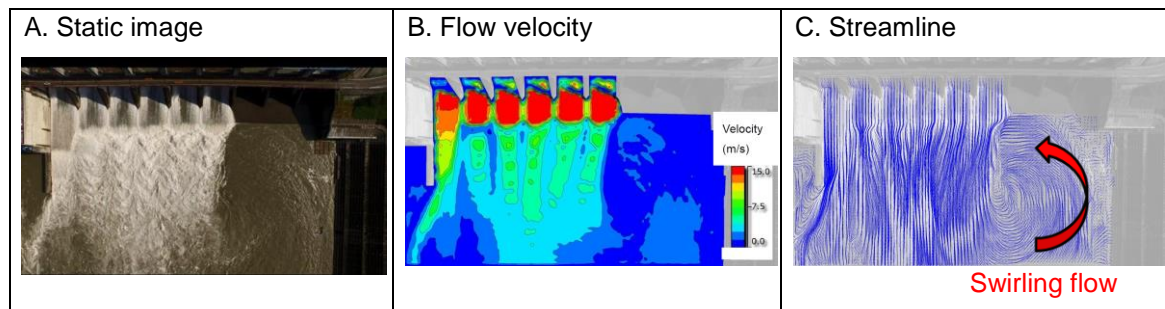 A. Static image
B. Flow velocity
C. Streamline
Velocity
(m/s)
15.0
7.5
0.0
Swirling flow